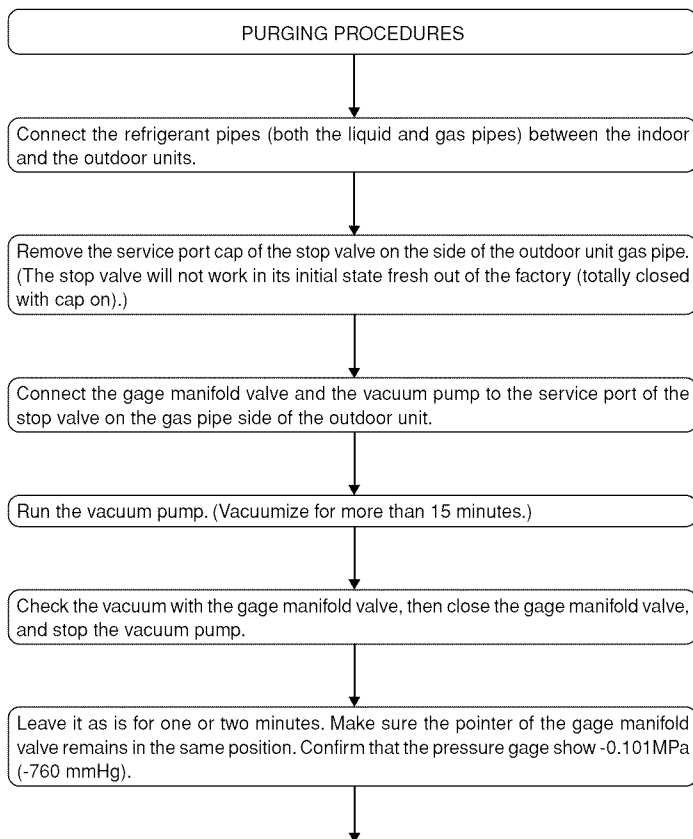 PURGING PROCEDURES
Connect the refrigerant pipes (both the liquid and gas pipes) between the indoor
and the outdoor units.
Remove the service port cap of the stop valve on the side of the outdoor unit gas pipe.
(The stop valve will not work in its initial state fresh out of the factory (totally closed
with cap on).)
Connect the gage manifold valve and the vacuum pump to the service port of the
stop valve on the gas pipe side of the outdoor unit.
Run the vacuum pump. (Vacuumize for more than 15 minutes.)
Check the vacuum with the gage manifold valve, then close the gage manifold valve,
and stop the vacuum pump.
Leave it as is for one or two minutes. Make sure the pointer of the gage manifold
valve remains in the same position. Confirm that the pressure gage show -0.101MPa
(-760 mmHg).